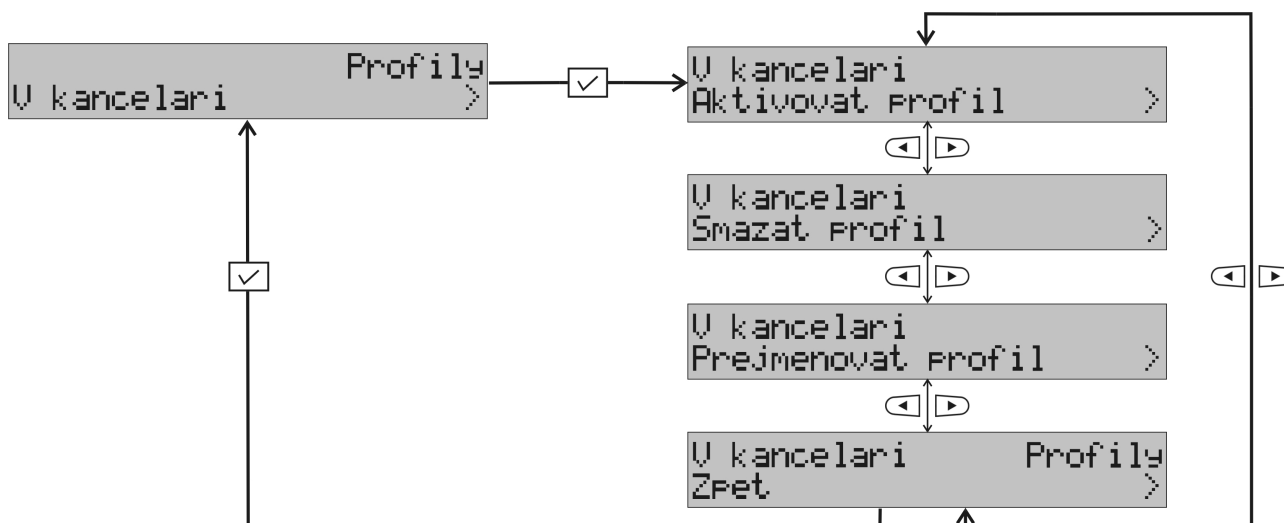 Profily
V kancelari >
V kancelari
Aktivovat profil >
V kancelari
Smazat profil >
V kancelari
Prejmenovat profil >
V kancelari Profily
Zpet >